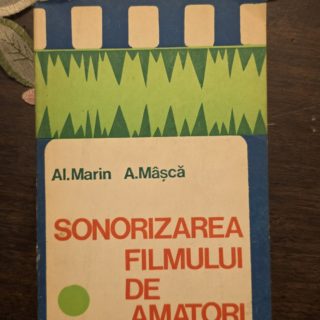 Al.Marin A.Mâșcă
SONORIZAREA
FILMULUI
DE
AMATORI